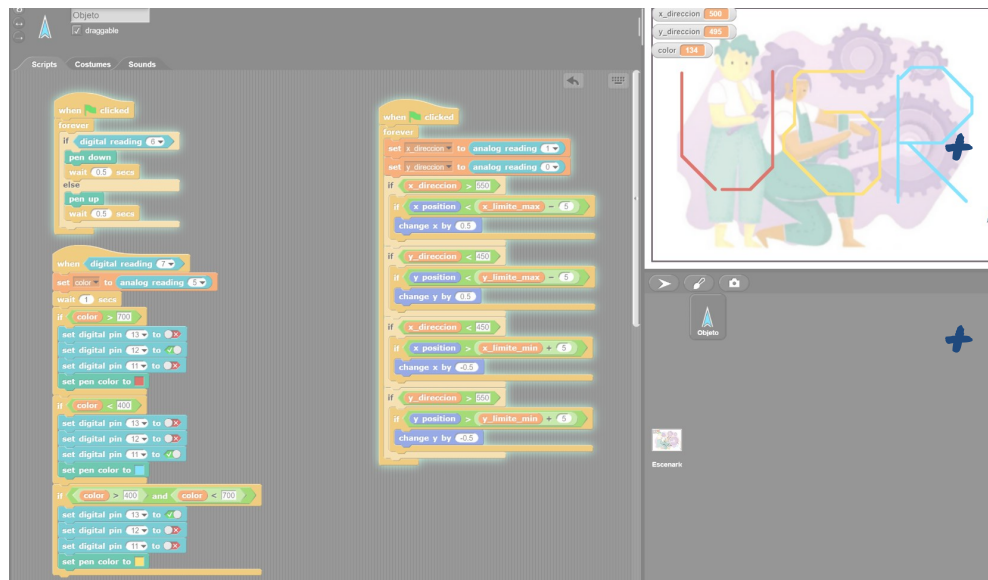 Objeto
draggable
Scripts Costumes Sounds
when clicked
forever
if digital reading 6
pen down
wait 0.5 secs
else
pen up
wait 0.5 secs
when digital reading 7
set color to analog reading 5
wait 1 secs
if color > 700
set digital pin 13 to
set digital pin 12 to
set digital pin 11 to
set pen color to
if color < 400
set digital pin 13 to
set digital pin 12 to
set digital pin 11 to
set pen color to
if color > 400 and color < 700
set digital pin 13 to
set digital pin 12 to
set digital pin 11 to
set pen color to
when clicked
forever
set x_direccion to analog reading 1
set y_direccion to analog reading 0
if x_direccion > 550
if x position < x_limite_max - 5
change x by 0.5
if y_direccion < 450
if y position < y_limite_max - 5
change y by 0.5
if x_direccion < 450
if x position > x_limite_min + 5
change x by -0.5
if y_direccion > 550
if y position > y_limite_min + 5
change y by -0.5
x_direccion 500
y_direccion 495
color 134
UCR
Objeto
Escenario